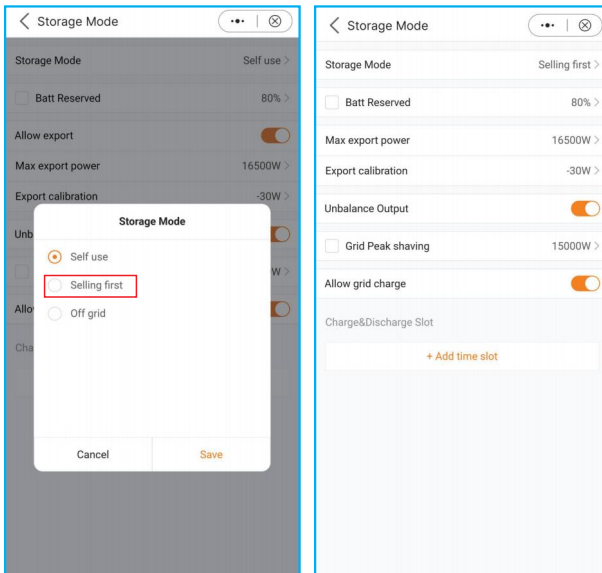 Storage Mode
Storage Mode Self use >
Batt Reserved 80% >
Allow export
Max export power 16500W >
Export calibration -30W >
Unb
W >
Allo
Cha
Storage Mode
Self use
Selling first
Off grid
Cancel Save
Storage Mode
Storage Mode Selling first >
Batt Reserved 80% >
Max export power 16500W >
Export calibration -30W >
Unbalance Output
Grid Peak shaving 15000W >
Allow grid charge
Charge&Discharge Slot
+ Add time slot